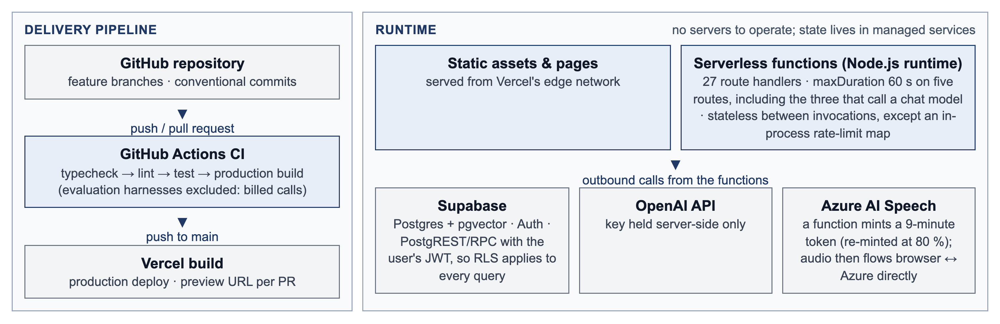 DELIVERY PIPELINE
GitHub repository
feature branches · conventional commits
▼
push / pull request
GitHub Actions CI
typecheck → lint → test → production build
(evaluation harnesses excluded: billed calls)
▼
push to main
Vercel build
production deploy · preview URL per PR
RUNTIME
no servers to operate; state lives in managed services
Static assets & pages
served from Vercel's edge network
Serverless functions (Node.js runtime)
27 route handlers · maxDuration 60 s on five
routes, including the three that call a chat model
· stateless between invocations, except an in-
process rate-limit map
▼
outbound calls from the functions
Supabase
Postgres + pgvector · Auth ·
PostgREST/RPC with the
user's JWT, so RLS applies to
every query
OpenAI API
key held server-side only
Azure AI Speech
a function mints a 9-minute
token (re-minted at 80 %);
audio then flows browser ↔
Azure directly